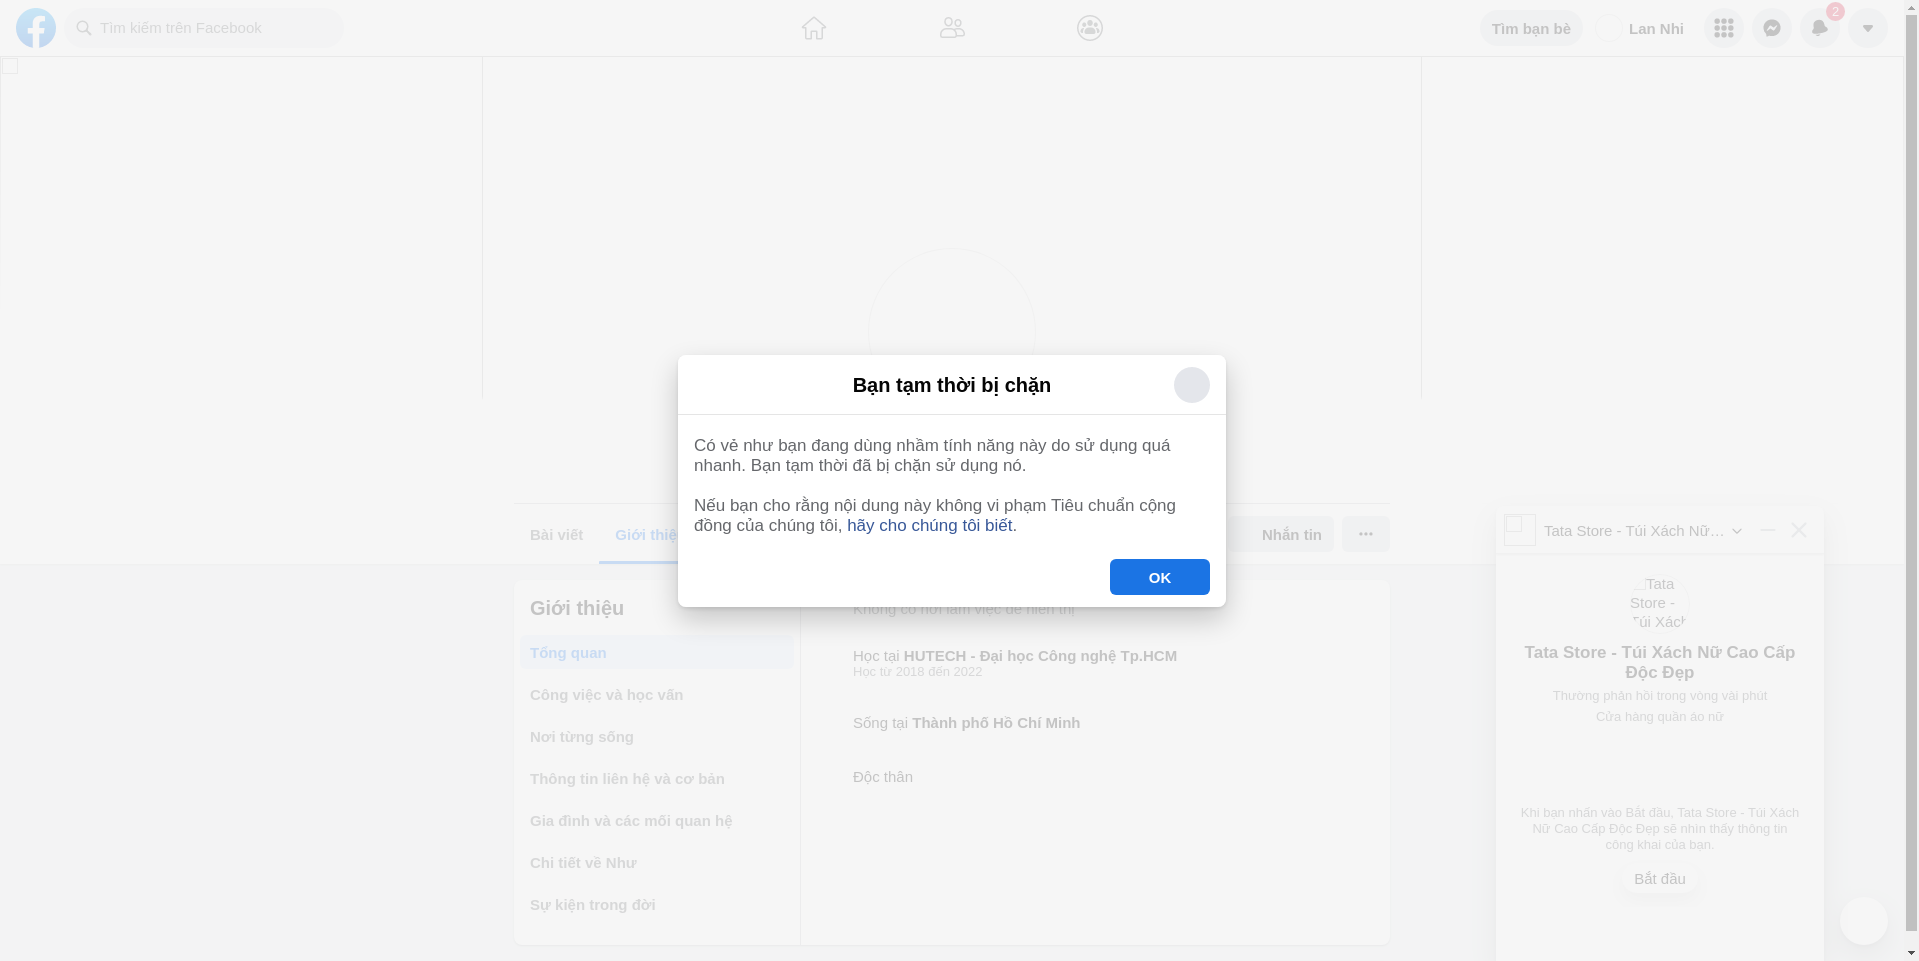 Tìm kiếm trên Facebook
Tìm bạn bè
Lan Nhi
2
Bạn tạm thời bị chặn
Có vẻ như bạn đang dùng nhầm tính năng này do sử dụng quá
nhanh. Bạn tạm thời đã bị chặn sử dụng nó.
Nếu bạn cho rằng nội dung này không vi phạm Tiêu chuẩn cộng
đồng của chúng tôi, hãy cho chúng tôi biết.
OK
Bài viết
Giới thiệ
Nhắn tin
Giới thiệu
Tổng quan
Công việc và học vấn
Nơi từng sống
Thông tin liên hệ và cơ bản
Gia đình và các mối quan hệ
Chi tiết về Như
Sự kiện trong đời
Không có nơi làm việc để hiển thị
Học tại HUTECH - Đại học Công nghệ Tp.HCM
Học từ 2018 đến 2022
Sống tại Thành phố Hồ Chí Minh
Độc thân
Tata Store - Túi Xách Nữ...
Tata
Store -
Túi Xách
Tata Store - Túi Xách Nữ Cao Cấp
Độc Đẹp
Thường phản hồi trong vòng vài phút
Cửa hàng quần áo nữ
Khi bạn nhấn vào Bắt đầu, Tata Store - Túi Xách
Nữ Cao Cấp Độc Đẹp sẽ nhìn thấy thông tin
công khai của bạn.
Bắt đầu